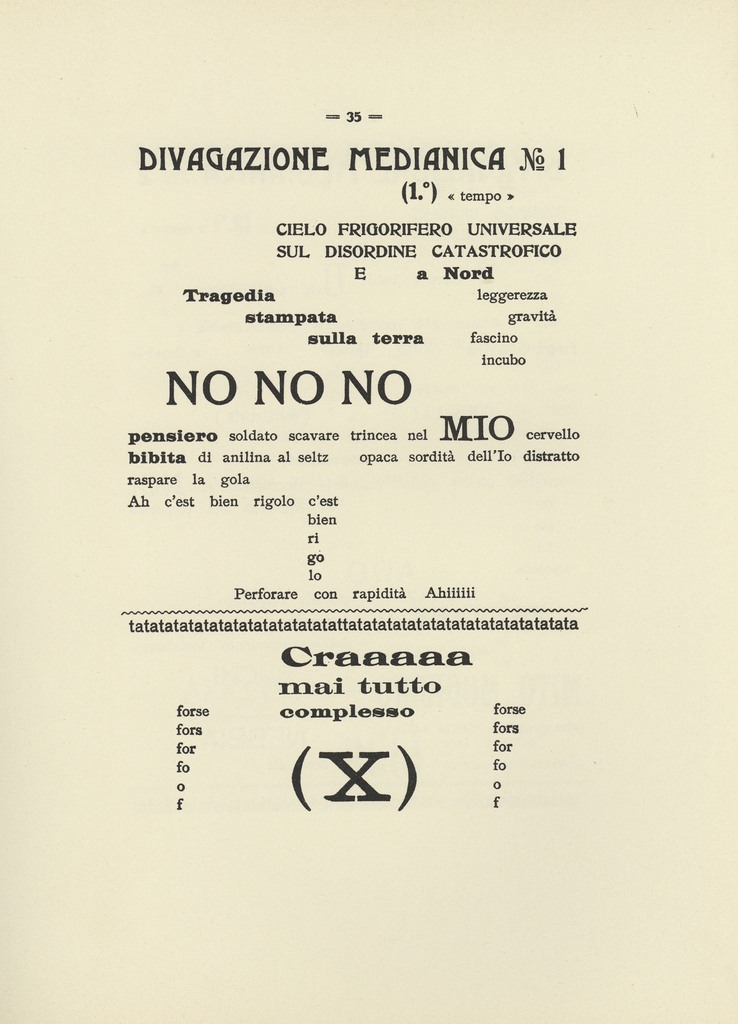 = 35 =
DIVAGAZIONE MEDIANICA № 1
(1.°) « tempo »
CIELO FRIGORIFERO UNIVERSALE
SUL DISORDINE CATASTROFICO
E a Nord
Tragedia leggerezza
stampata gravità
sulla terra fascino
incubo
NO NO NO
pensiero soldato scavare trincea nel MIO cervello
bibita di anilina al seltz opaca sordità dell'Io distratto
raspare la gola
Ah c'est bien rigolo c'est
bien
ri
go
lo
Perforare con rapidità Ahiiiiii
tatatatatatatatatatatatatatattatatatatatatatatatatatatatatata
Craaaaaa
mai tutto
forse complesso forse
fors fors
for for
fo (X) fo
o o
f f